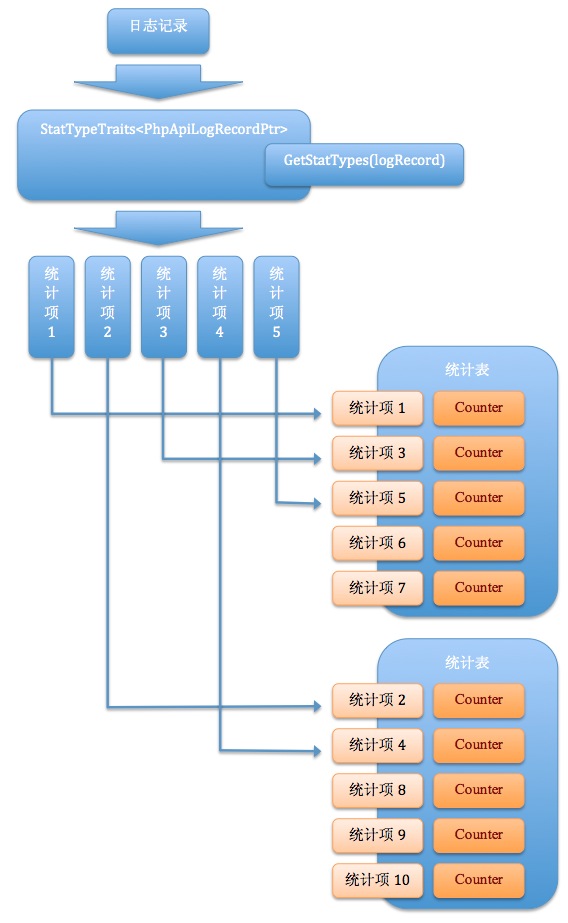 日志记录
StatTypeTraits<PhpApiLogRecordPtr>
GetStatTypes(logRecord)
统计项1
统计项2
统计项3
统计项4
统计项5
统计表
统计项 1 Counter
统计项 3 Counter
统计项 5 Counter
统计项 6 Counter
统计项 7 Counter
统计表
统计项 2 Counter
统计项 4 Counter
统计项 8 Counter
统计项 9 Counter
统计项 10 Counter